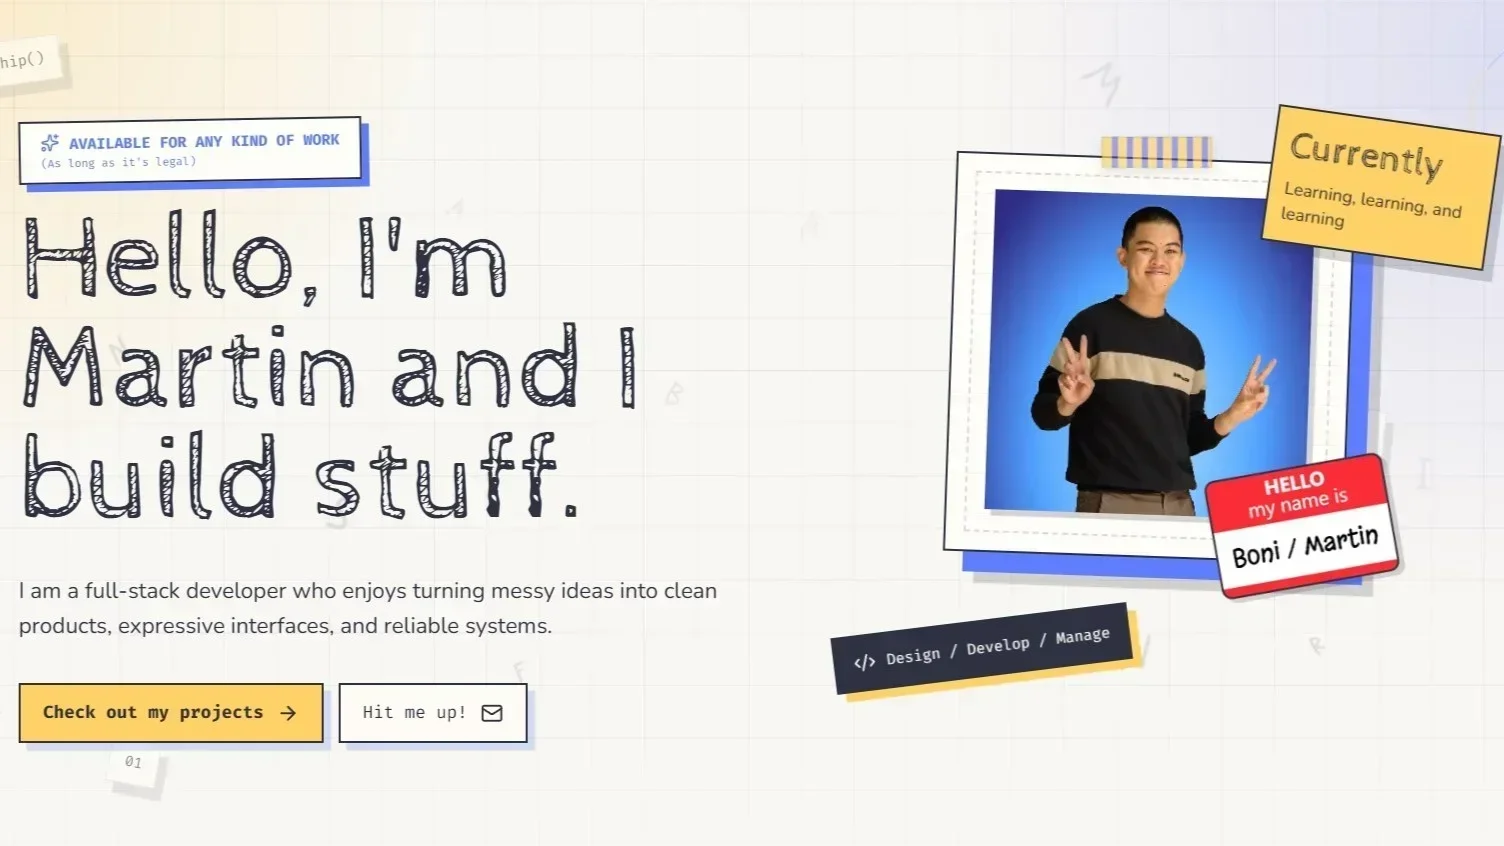 hip()
AVAILABLE FOR ANY KIND OF WORK
(As long as it's legal)
Hello, I'm
Martin and I
build stuff.
I am a full-stack developer who enjoys turning messy ideas into clean
products, expressive interfaces, and reliable systems.
Check out my projects
Hit me up!
01
Currently
Learning, learning, and
learning
HELLO
my name is
Boni / Martin
</> Design / Develop / Manage